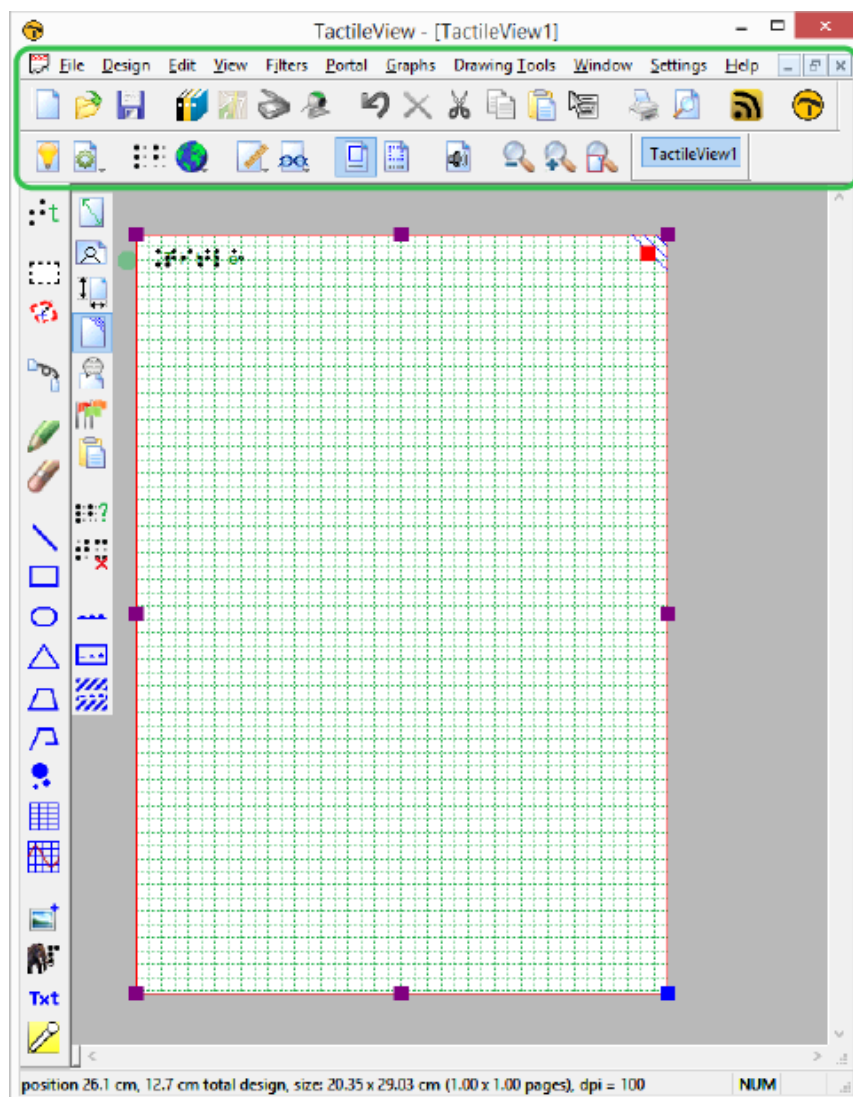 TactileView - [TactileView1]
File Design Edit View Filters Portal Graphs Drawing Tools Window Settings Help
TactileView1
t
?
Txt
position 26.1 cm, 12.7 cm total design, size: 20.35 x 29.03 cm (1.00 x 1.00 pages), dpi = 100 NUM